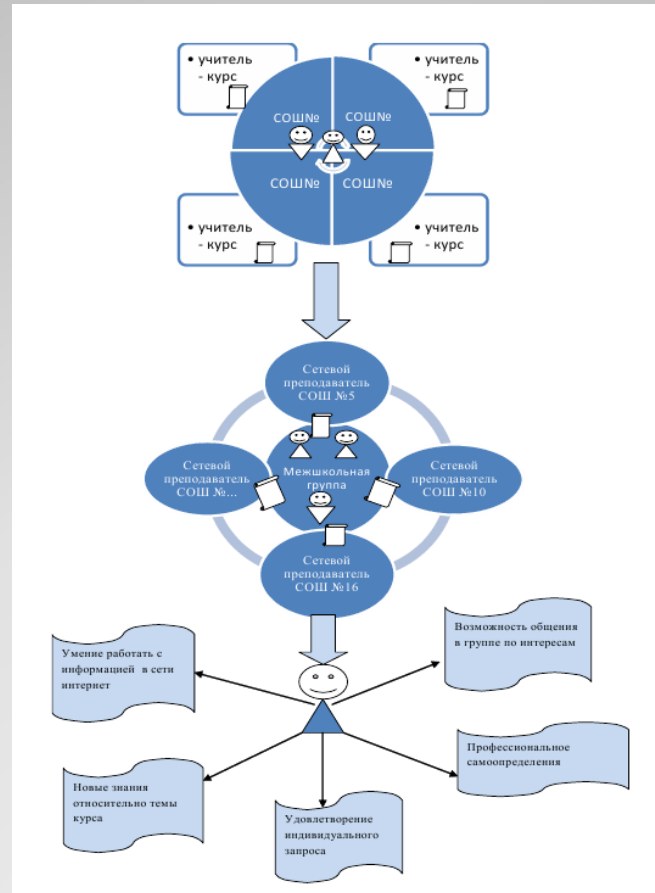 • учитель
- курс
• учитель
- курс
СОШ№
СОШ№
СОШ№
СОШ№
• учитель
- курс
• учитель
- курс
Сетевой
преподаватель
СОШ №5
Сетевой
преподаватель
СОШ №...
Межшкольная
группа
Сетевой
преподаватель
СОШ №10
Сетевой
преподаватель
СОШ №16
Умение работать с
информацией в сети
интернет
Возможность общения
в группе по интересам
Новые знания
относительно темы
курса
Удовлетворение
индивидуального
запроса
Профессиональное
самоопределения